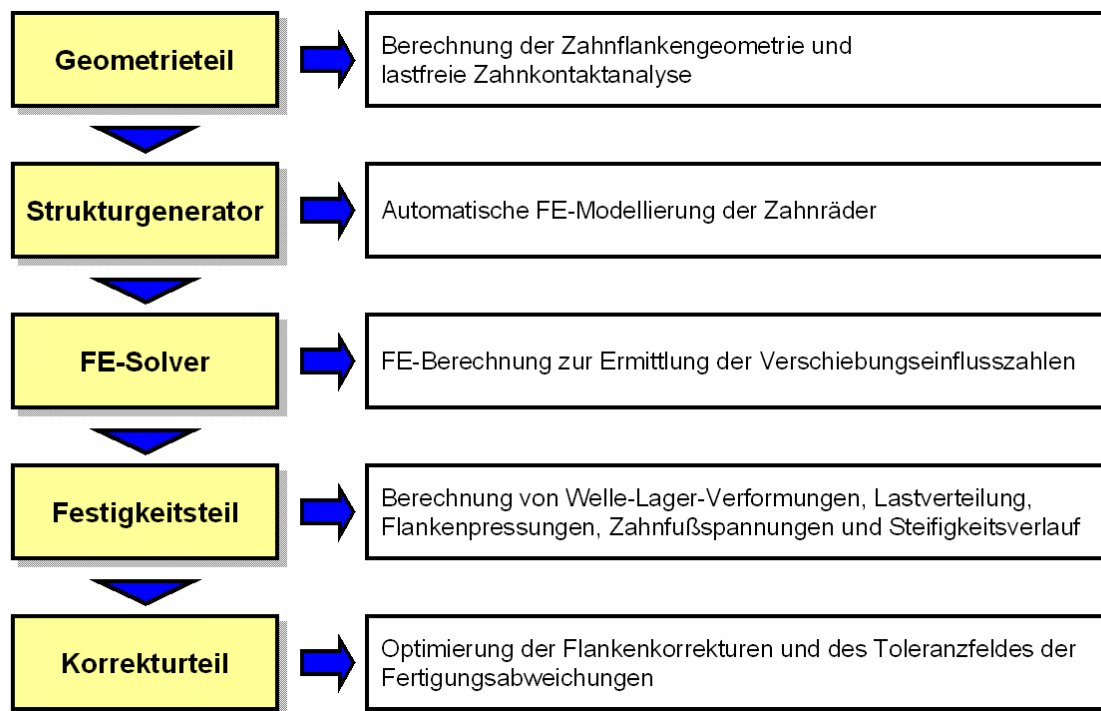 Geometrieteil
Berechnung der Zahnflankengeometrie und
lastfreie Zahnkontaktanalyse
Strukturgenerator
Automatische FE-Modellierung der Zahnräder
FE-Solver
FE-Berechnung zur Ermittlung der Verschiebungseinflusszahlen
Festigkeitsteil
Berechnung von Welle-Lager-Verformungen, Lastverteilung,
Flankenpressungen, Zahnfußspannungen und Steifigkeitsverlauf
Korrekturteil
Optimierung der Flankenkorrekturen und des Toleranzfeldes der
Fertigungsabweichungen